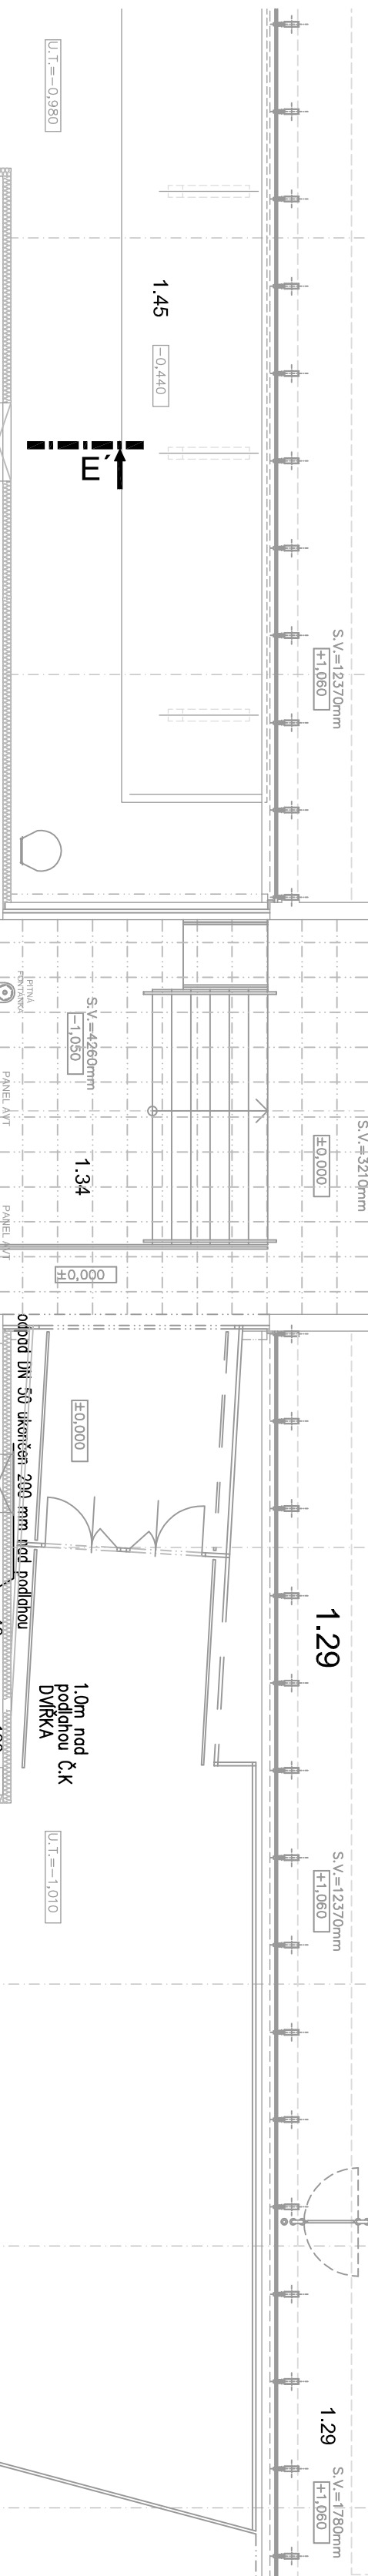 U.T.=-0,980
1.45
-0,440
E´
S.V.=12370mm
+1,060
PITNÁ
FONTÁNKA
S.V.=4260mm
-1,050
PANEL AVT
S.V.=3210mm
±0,000
1.34
PANEL AVT
±0,000
odpad DN 50 ukončen 200 mm nad podlahou
±0,000
1.29
1.0m nad
podlahou Č.K
DVÍŘKA
U.T.=-1,010
S.V.=12370mm
+1,060
1.29
S.V.=1780mm
+1,060